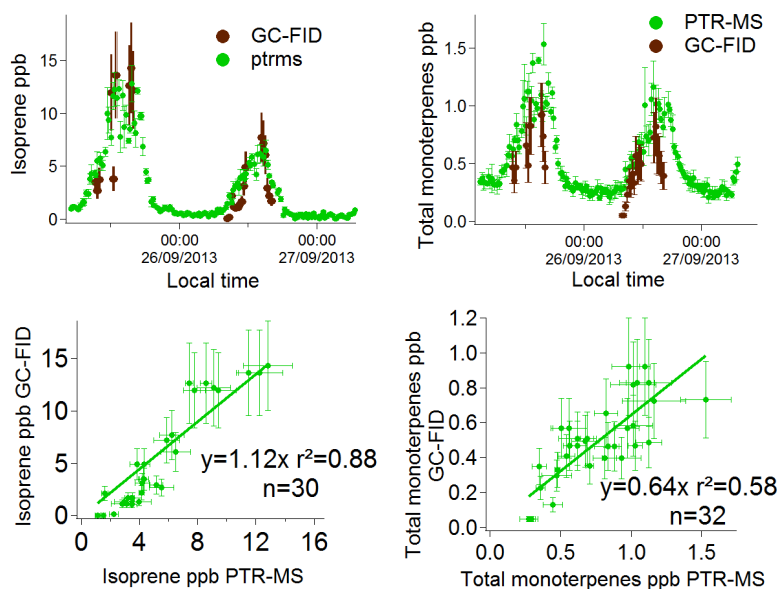 Isoprene ppb
15
10
5
0
GC-FID
ptrms
00:00
26/09/2013
00:00
27/09/2013
Local time
Total monoterpenes ppb
1.5
1.0
0.5
0.0
PTR-MS
GC-FID
00:00
26/09/2013
00:00
27/09/2013
Local time
Isoprene ppb GC-FID
15
10
5
0
y=1.12x r²=0.88
n=30
0 4 8 12 16
Isoprene ppb PTR-MS
Total monoterpenes ppb
GC-FID
1.2
1.0
0.8
0.6
0.4
0.2
0.0
y=0.64x r²=0.58
n=32
0.0 0.5 1.0 1.5
Total monoterpenes ppb PTR-MS